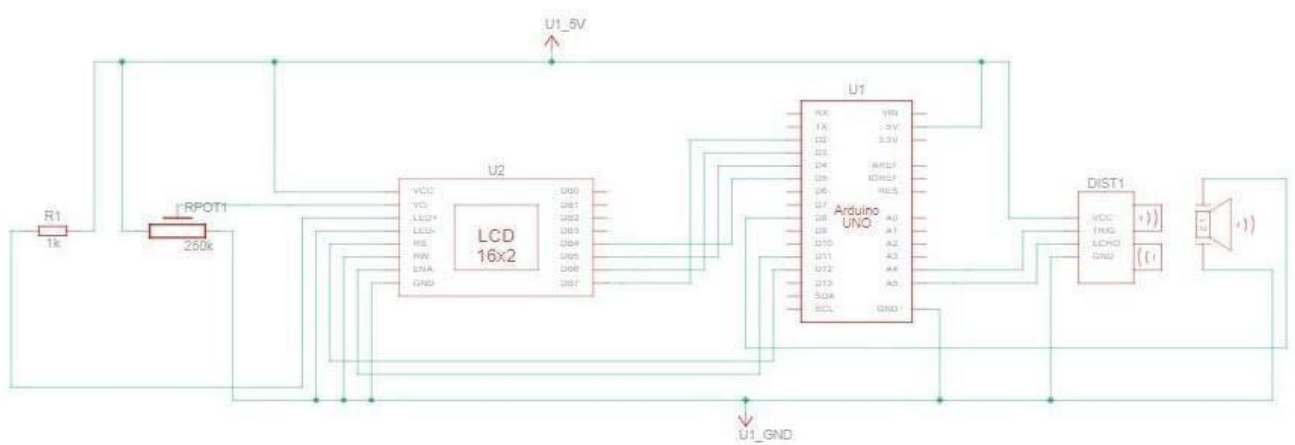 U1_5V
U1
RX
TX
D2
D3
D4
D5
D6
D7
D8
D9
D10
D11
D12
D13
SDA
SCL
VIN
5V
3.3V
AREF
IOREF
RES
A0
A1
A2
A3
A4
A5
GND
Arduino
UNO
U2
VCC
VO
LED+
LED-
RS
RW
ENA
GND
DB0
DB1
DB2
DB3
DB4
DB5
DB6
DB7
LCD
16x2
R1
1k
RPOT1
250k
DIST1
VCC
TRIG
ECHO
GND
U1_GND